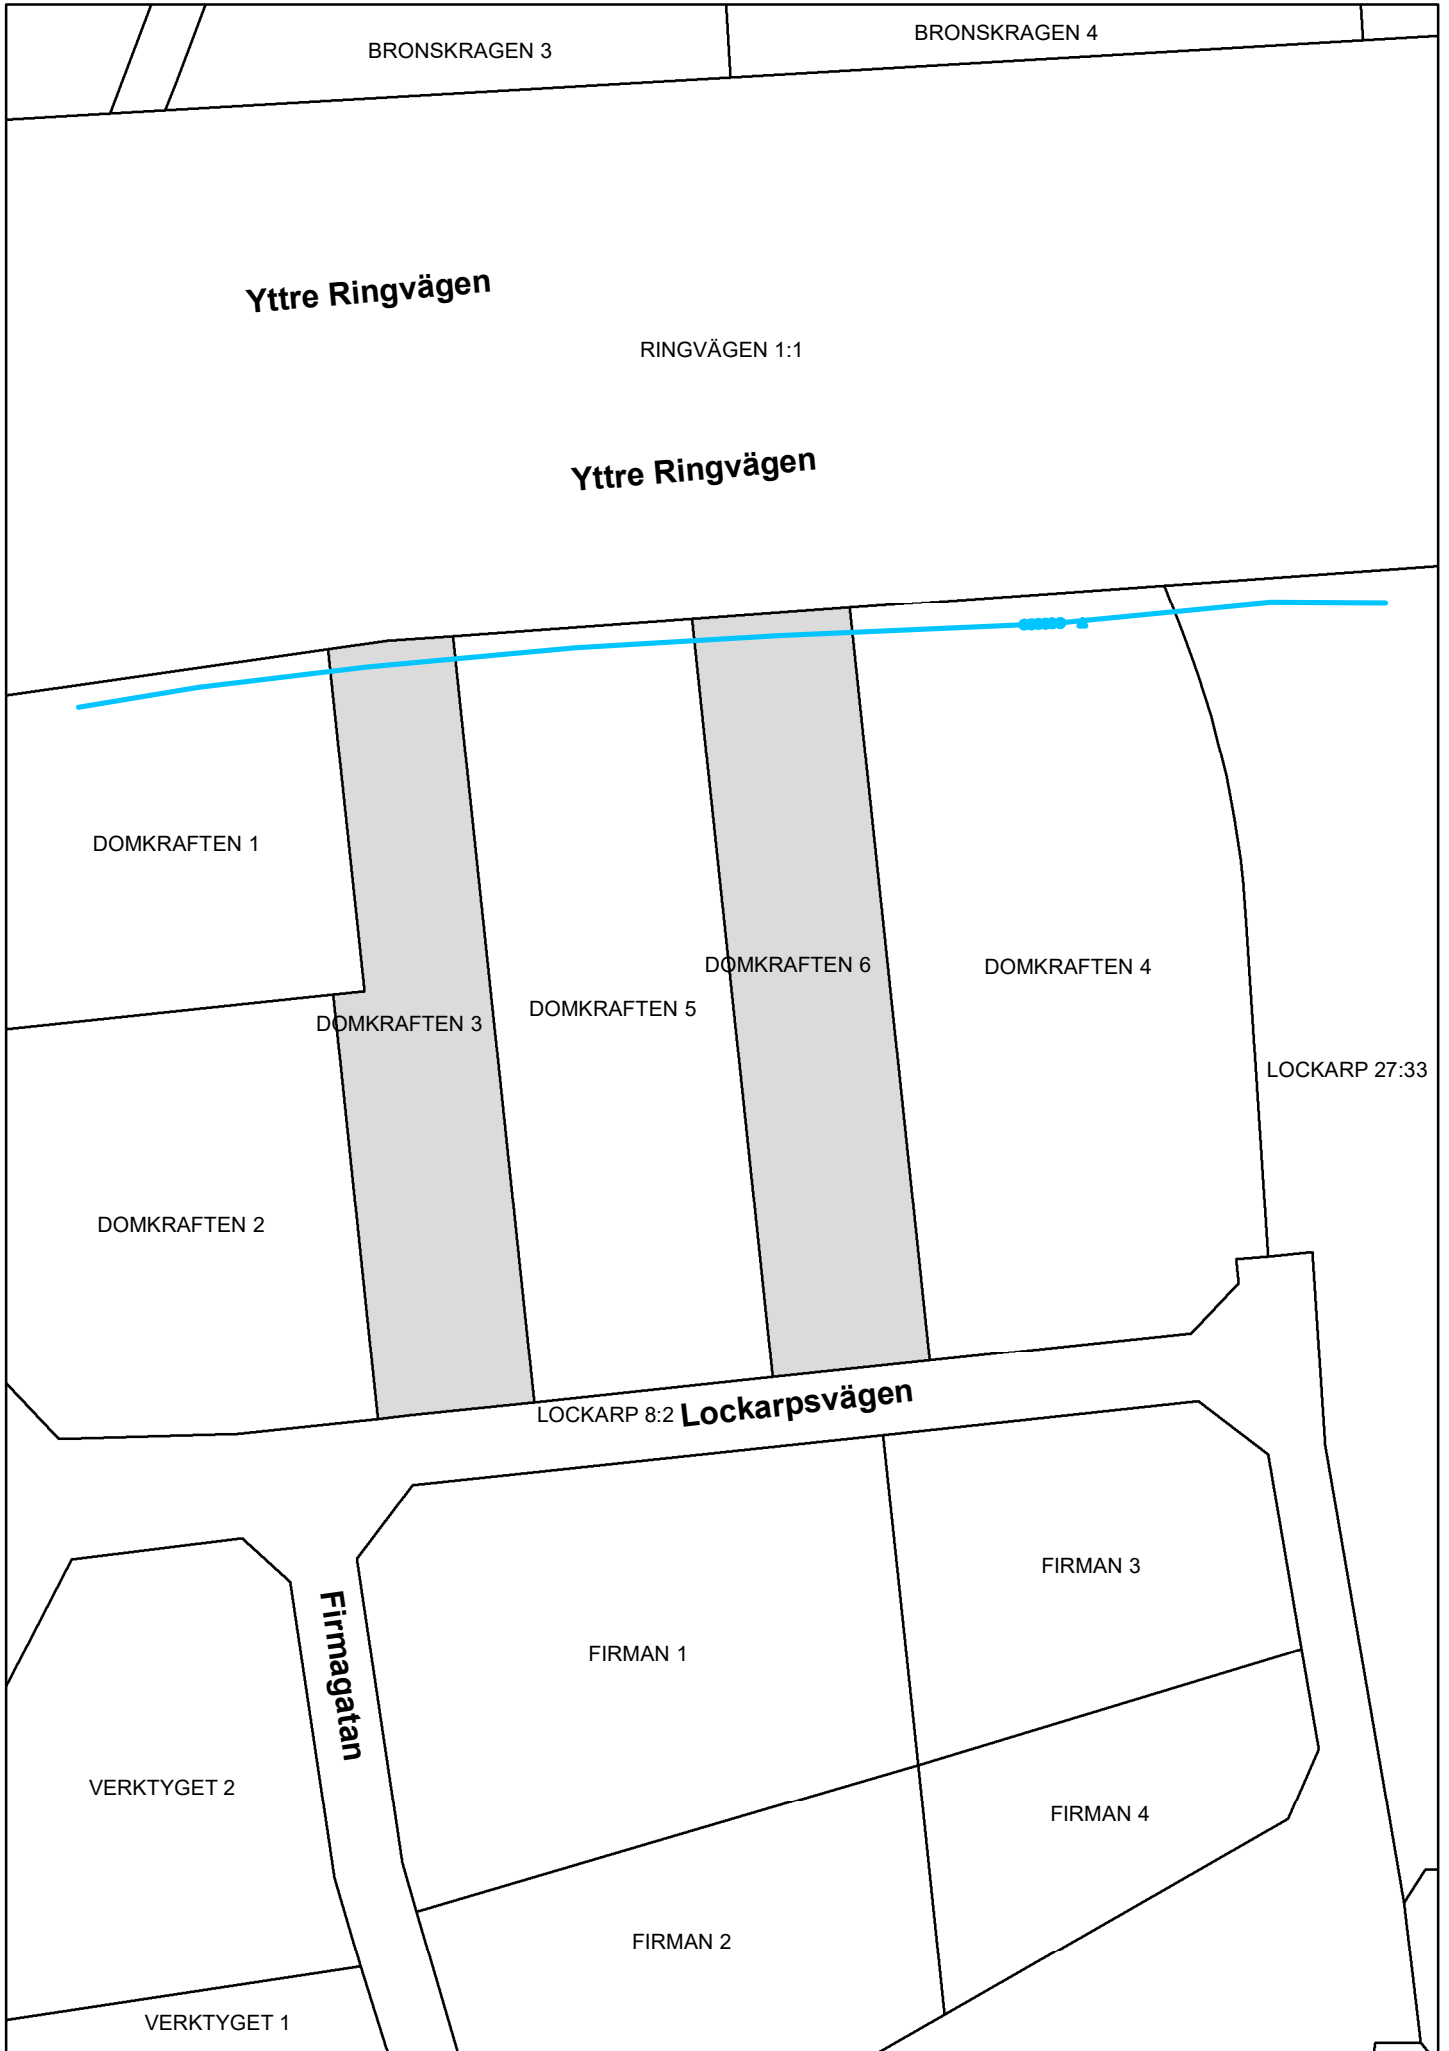 BRONSKRAGEN 3
BRONSKRAGEN 4
Yttre Ringvägen
RINGVÄGEN 1:1
Yttre Ringvägen
DOMKRAFTEN 1
DOMKRAFTEN 6
DOMKRAFTEN 4
DOMKRAFTEN 5
DOMKRAFTEN 3
LOCKARP 27:33
DOMKRAFTEN 2
LOCKARP 8:2
Lockarpsvägen
FIRMAN 3
Firmagatan
FIRMAN 1
VERKTYGET 2
FIRMAN 4
FIRMAN 2
VERKTYGET 1